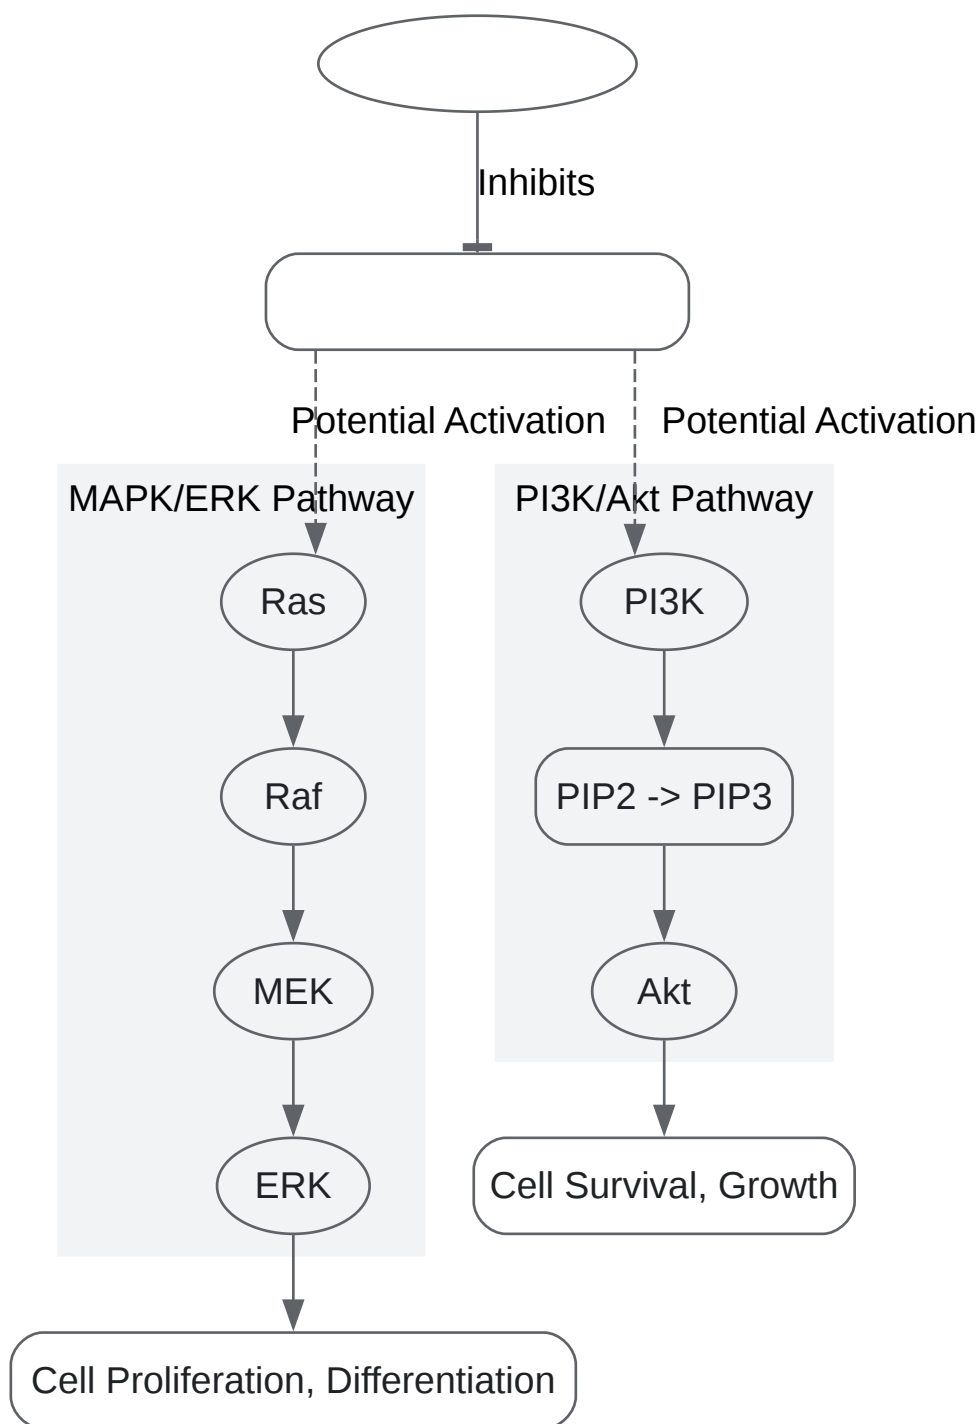 Inhibits
Potential Activation
Potential Activation
MAPK/ERK Pathway
PI3K/Akt Pathway
Ras
PI3K
Raf
PIP2 -> PIP3
MEK
Akt
ERK
Cell Survival, Growth
Cell Proliferation, Differentiation